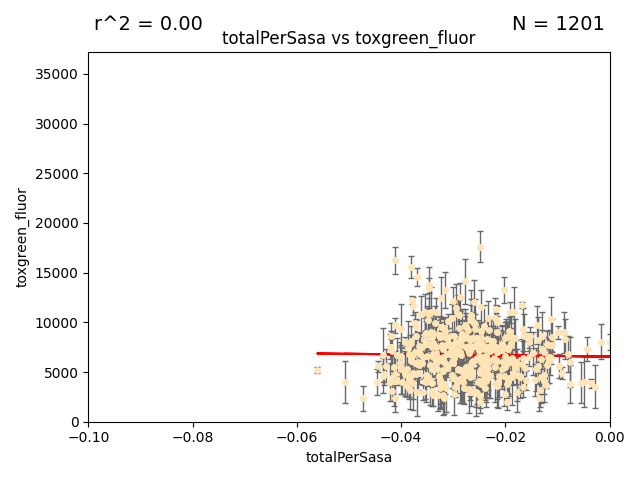 r^2 = 0.00
N = 1201
totalPerSasa vs toxgreen_fluor
35000
30000
25000
20000
15000
10000
5000
0
toxgreen_fluor
−0.10
−0.08
−0.06
−0.04
−0.02
0.00
totalPerSasa